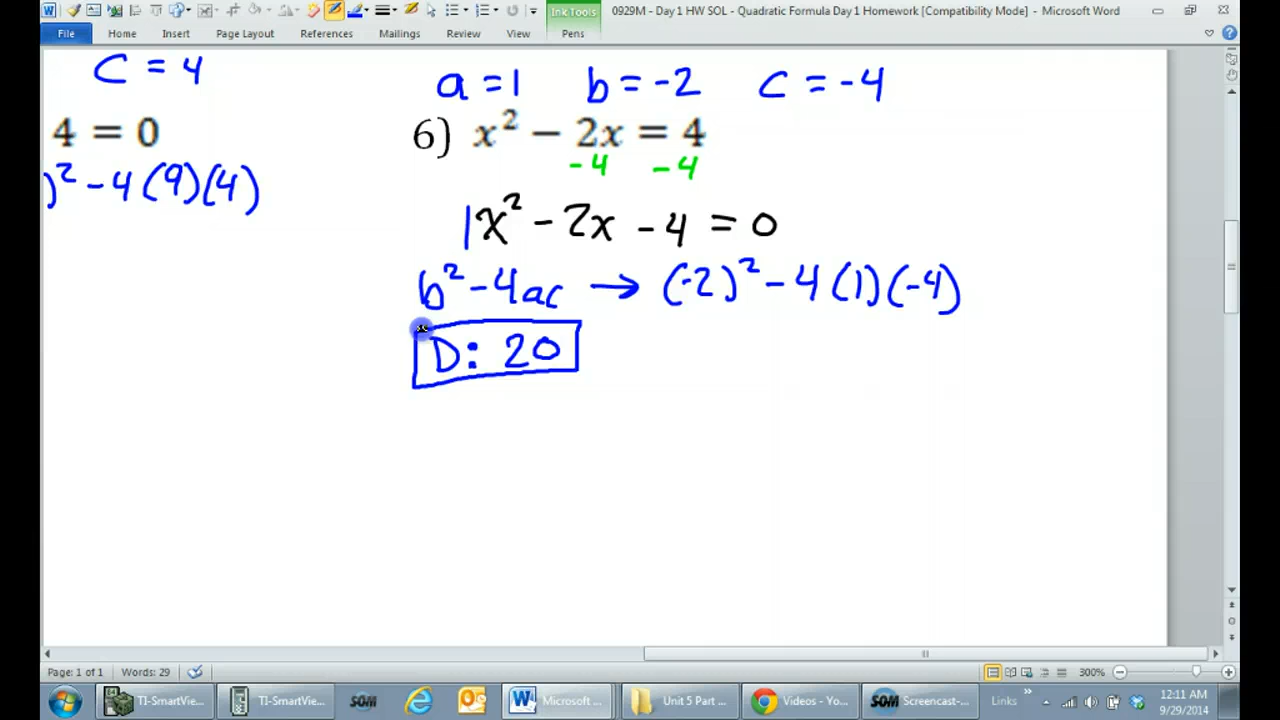 0929M - Day 1 HW SOL - Quadratic Formula Day 1 Homework [Compatibility Mode] - Microsoft Word
Ink Tools
File Home Insert Page Layout References Mailings Review View Pens
C = 4
a = 1 b = -2 c = -4
4 = 0
6) x² − 2x = 4
-4 -4
)² - 4(9)(4)
1x² - 2x - 4 = 0
b² - 4ac → (-2)² - 4(1)(-4)
D: 20
Page: 1 of 1 Words: 29 300%
TI-SmartVie... TI-SmartVie... SOM Microsoft ... Unit 5 Part ... Videos - Yo... SOM Screencast-... Links »
12:11 AM
9/29/2014